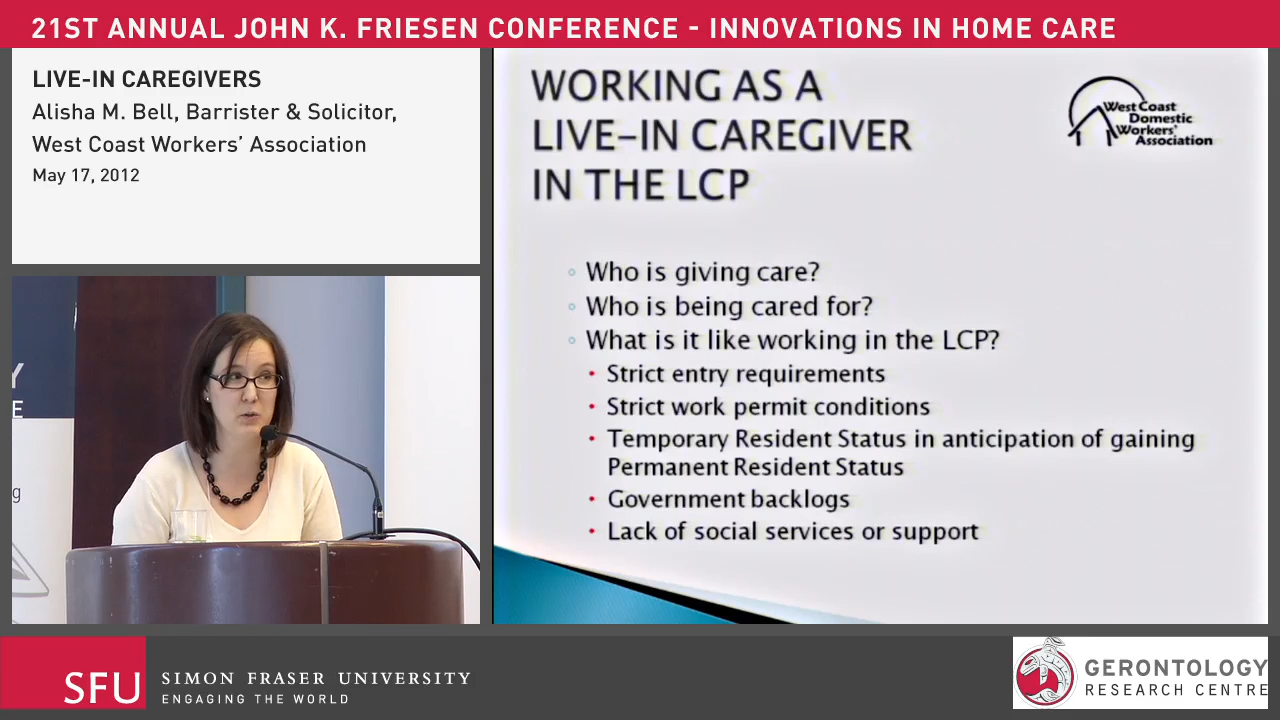 21ST ANNUAL JOHN K. FRIESEN CONFERENCE - INNOVATIONS IN HOME CARE
LIVE-IN CAREGIVERS
Alisha M. Bell, Barrister & Solicitor,
West Coast Workers' Association
May 17, 2012
WORKING AS A
LIVE-IN CAREGIVER
IN THE LCP
West Coast
Domestic
Workers'
Association
◦ Who is giving care?
◦ Who is being cared for?
◦ What is it like working in the LCP?
• Strict entry requirements
• Strict work permit conditions
• Temporary Resident Status in anticipation of gaining
Permanent Resident Status
• Government backlogs
• Lack of social services or support
SFU
SIMON FRASER UNIVERSITY
ENGAGING THE WORLD
GERONTOLOGY
RESEARCH CENTRE